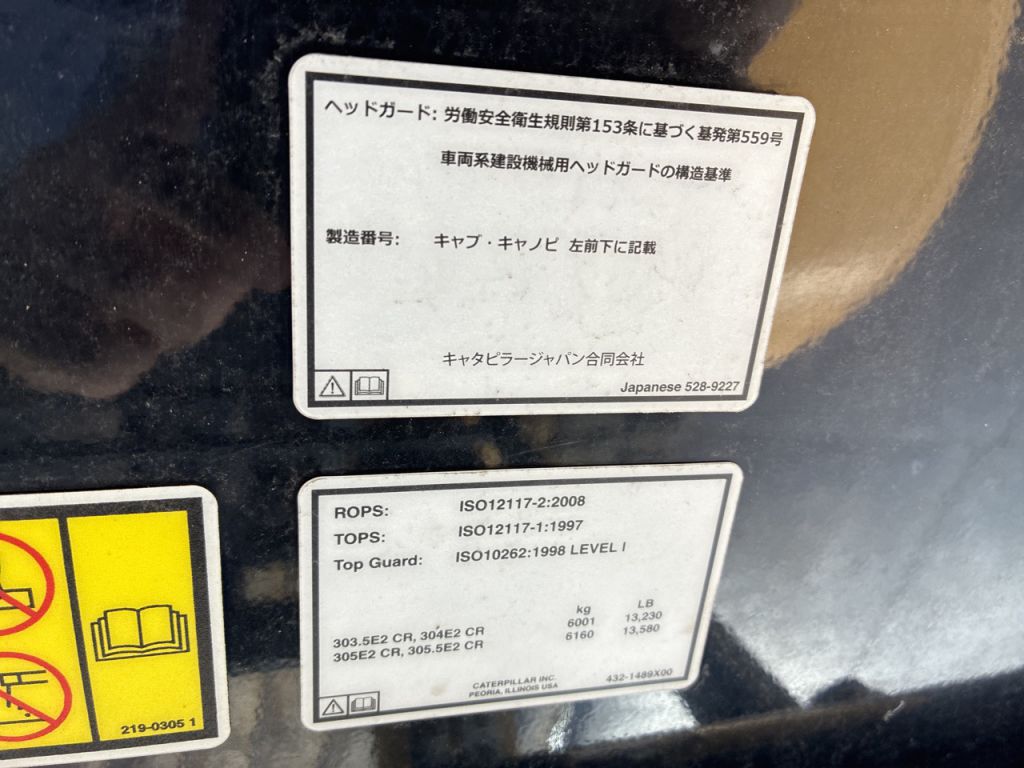 ヘッドガード: 労働安全衛生規則第153条に基づく基発第559号
車両系建設機械用ヘッドガードの構造基準
製造番号: キャブ・キャノピ 左前下に記載
キャタピラージャパン合同会社
Japanese 528-9227
ROPS: ISO12117-2:2008
TOPS: ISO12117-1:1997
Top Guard: ISO10262:1998 LEVEL I
kg LB
303.5E2 CR, 304E2 CR 6001 13,230
305E2 CR, 305.5E2 CR 6160 13,580
CATERPILLAR INC.
PEORIA, ILLINOIS USA
432-1489X00
219-0305 1